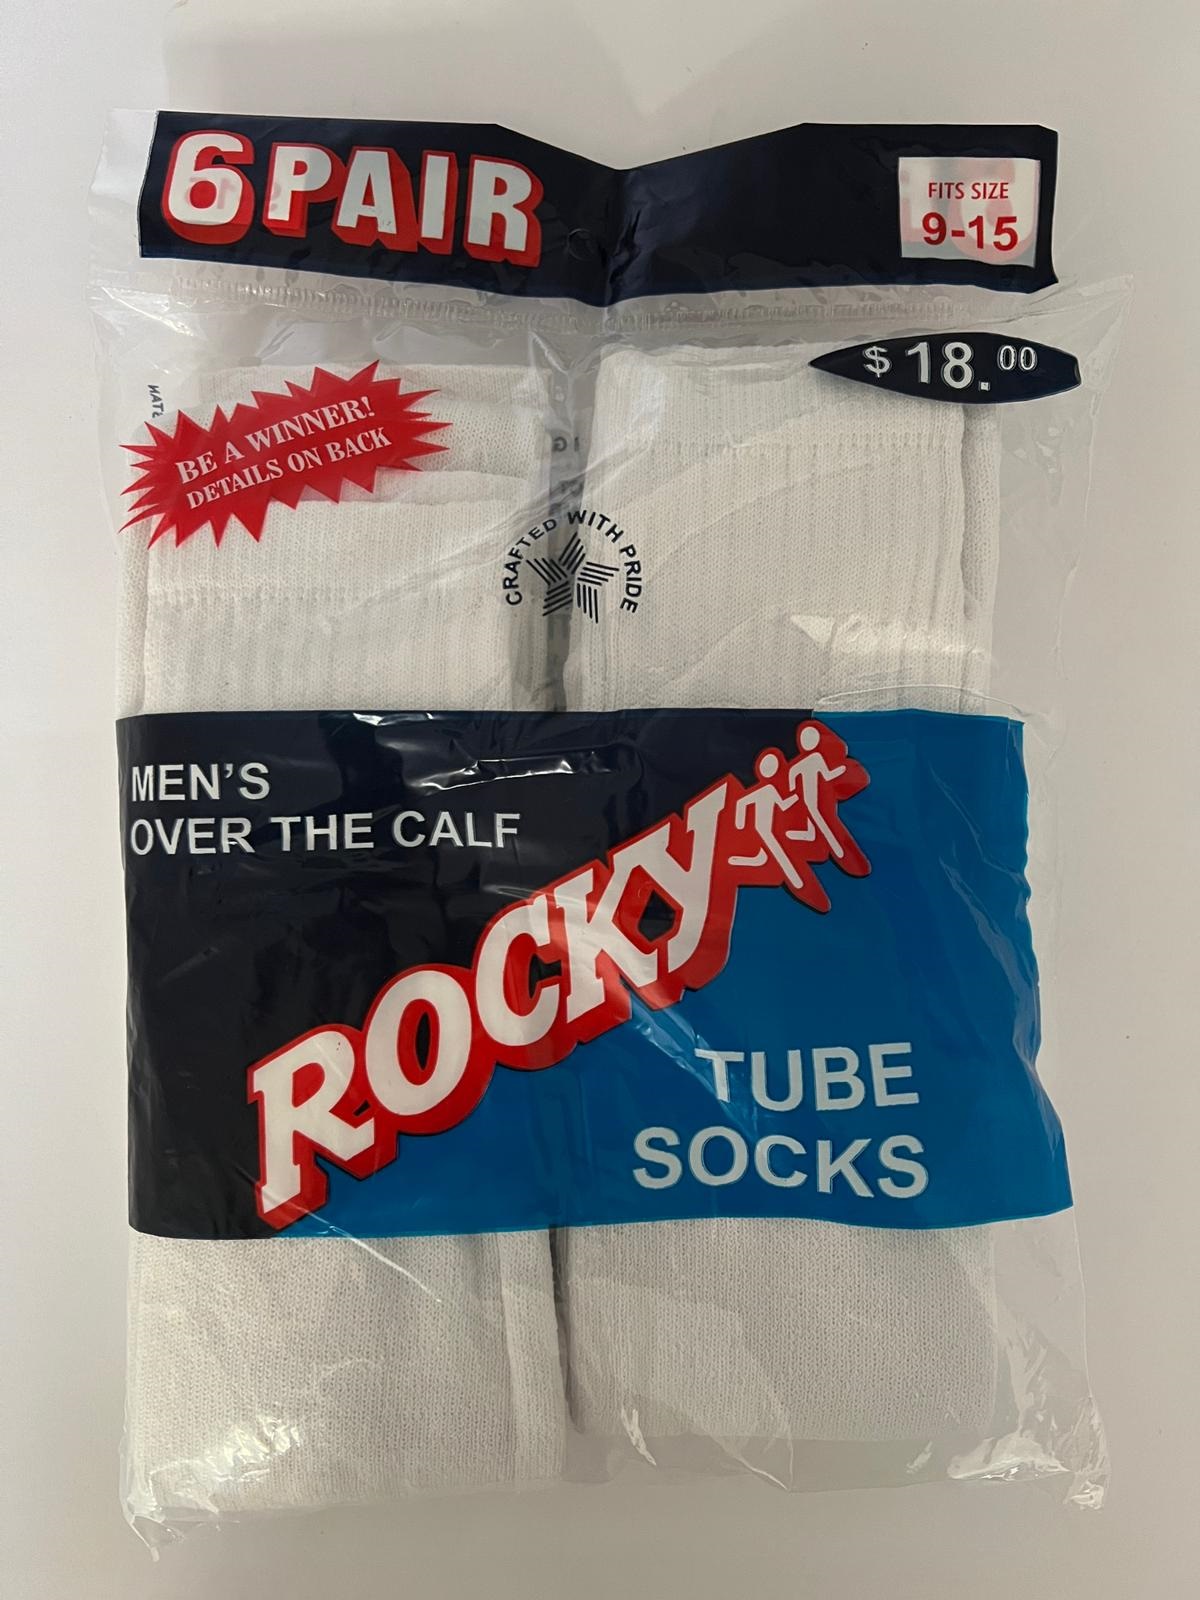 6 PAIR
FITS SIZE
9-15
$ 18.00
BE A WINNER!
DETAILS ON BACK
CRAFTED WITH PRIDE
MEN'S
OVER THE CALF
ROCKY
TUBE
SOCKS